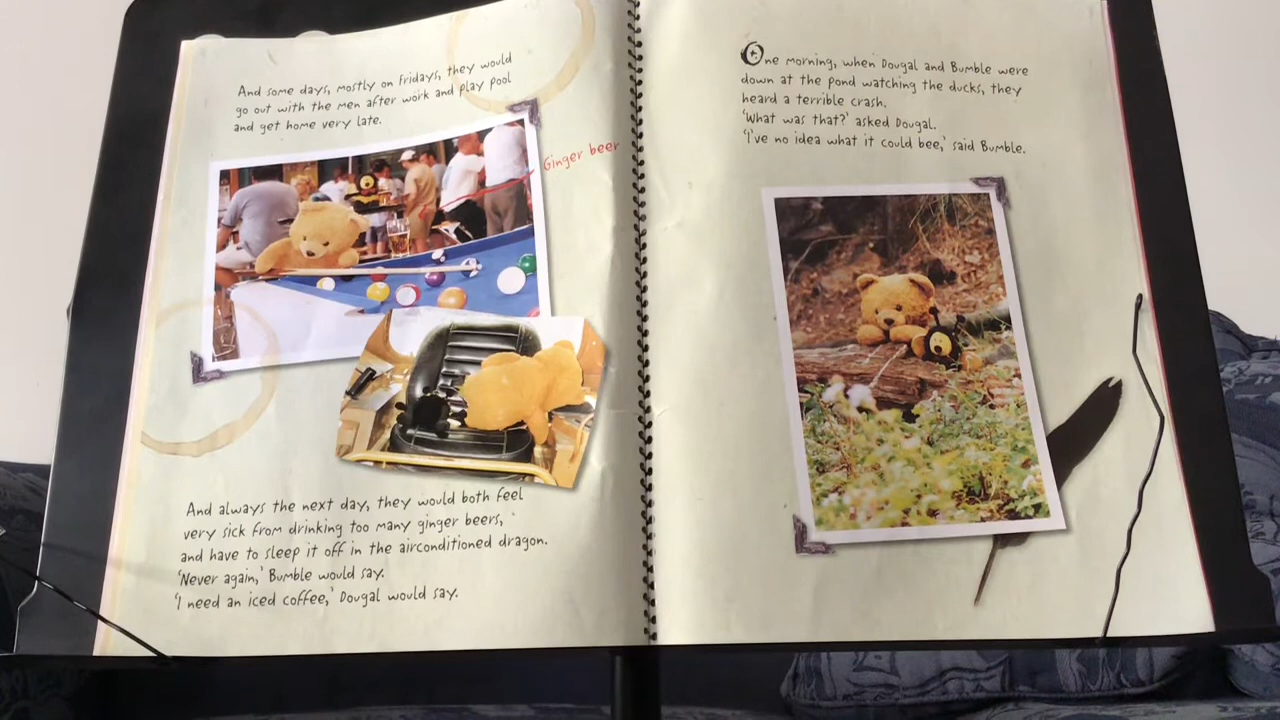 And some days, mostly on Fridays, they would
go out with the men after work and play pool
and get home very late.
Ginger beer
And always the next day, they would both feel
very sick from drinking too many ginger beers,
and have to sleep it off in the airconditioned dragon.
'Never again,' Bumble would say.
'I need an iced coffee,' Dougal would say.
One morning, when Dougal and Bumble were
down at the pond watching the ducks, they
heard a terrible crash.
'What was that?' asked Dougal.
'I've no idea what it could bee,' said Bumble.